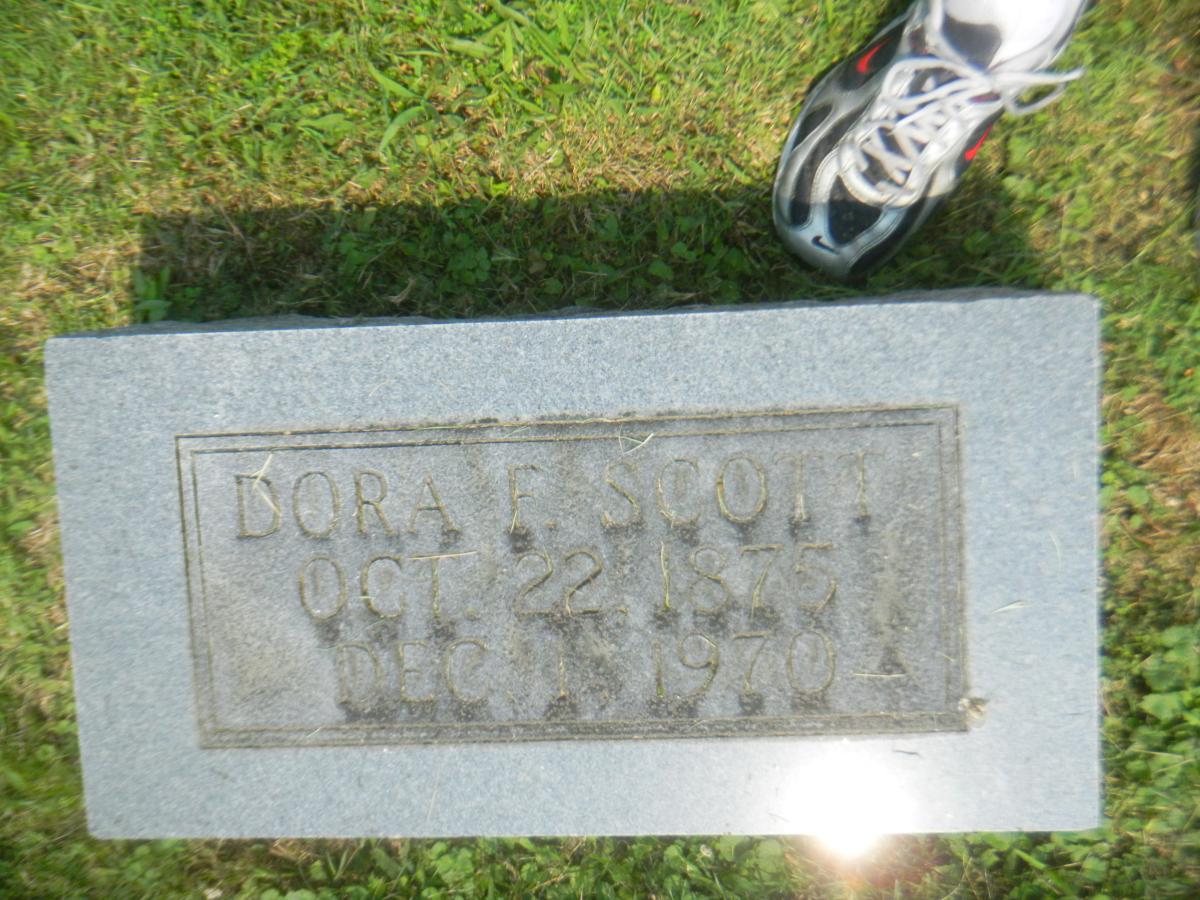 DORA F. SCOTT
OCT. 22, 1875
DEC. 1, 1970